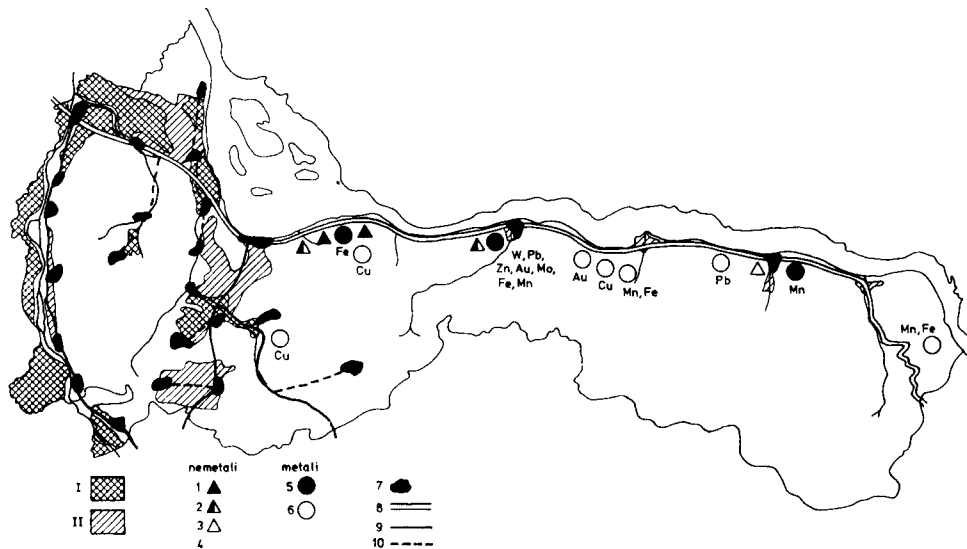 Fe
Cu
W, Pb,
Zn, Au, Mo,
Fe, Mn
Au
Cu
Mn, Fe
Pb
Mn
Mn, Fe
Cu
nemetali
metali
I
II
1
2
3
4
5
6
7
8
9
10